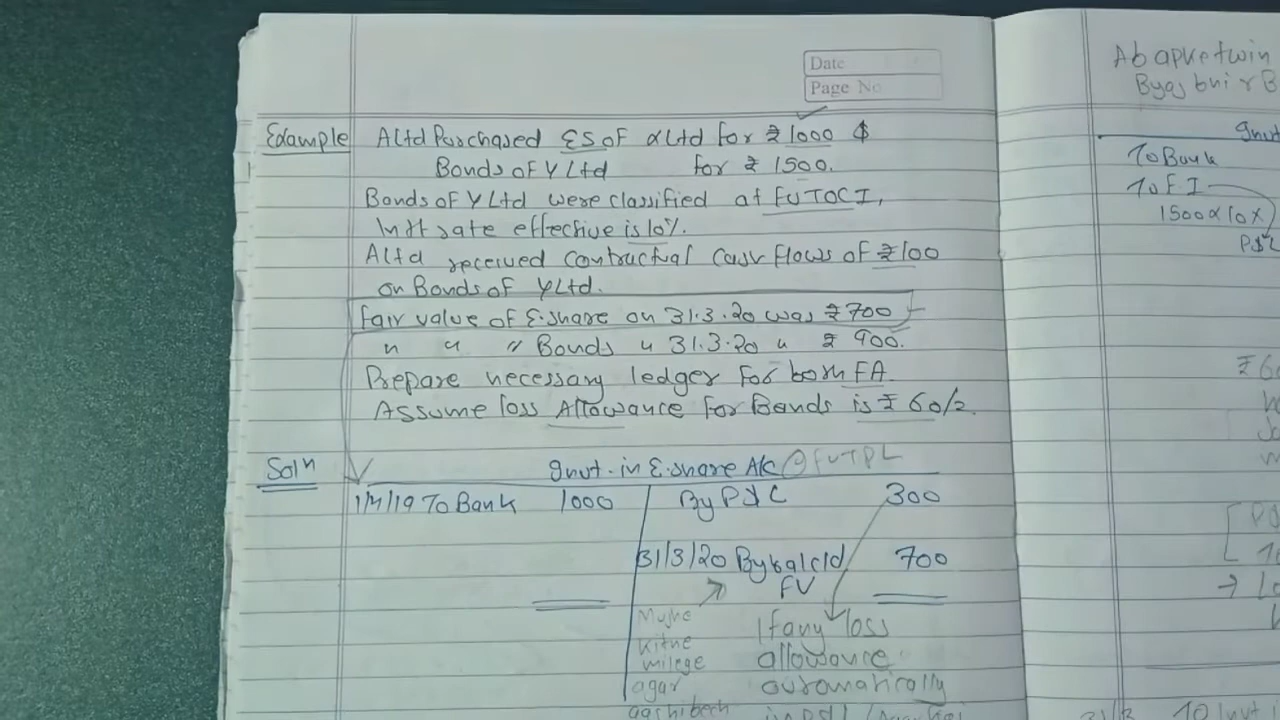 Date
Page No
Example A Ltd Purchased ES of x Ltd for ₹ 1000 &
Bonds of Y Ltd for ₹ 1500.
Bonds of Y Ltd were classified at FVTOCI,
Int rate effective is 10%.
A Ltd received contractual cash flows of ₹ 100
on Bonds of Y Ltd.
Fair value of E.share on 31.3.20 was ₹ 700
" " " Bonds " 31.3.20 " ₹ 900.
Prepare necessary ledger for both FA.
Assume loss Allowance for Bonds is ₹ 60/2.
Soln Invt. in E.share A/c @ FVTPL
1/4/19 To Bank 1000 By P&L 300
31/3/20 By bal c/d 700
FV
Mujhe If any loss
kitne
milege allowance
agar automatically
Ab apne twin
To Bank
To F I
1500 x 10%
P&L